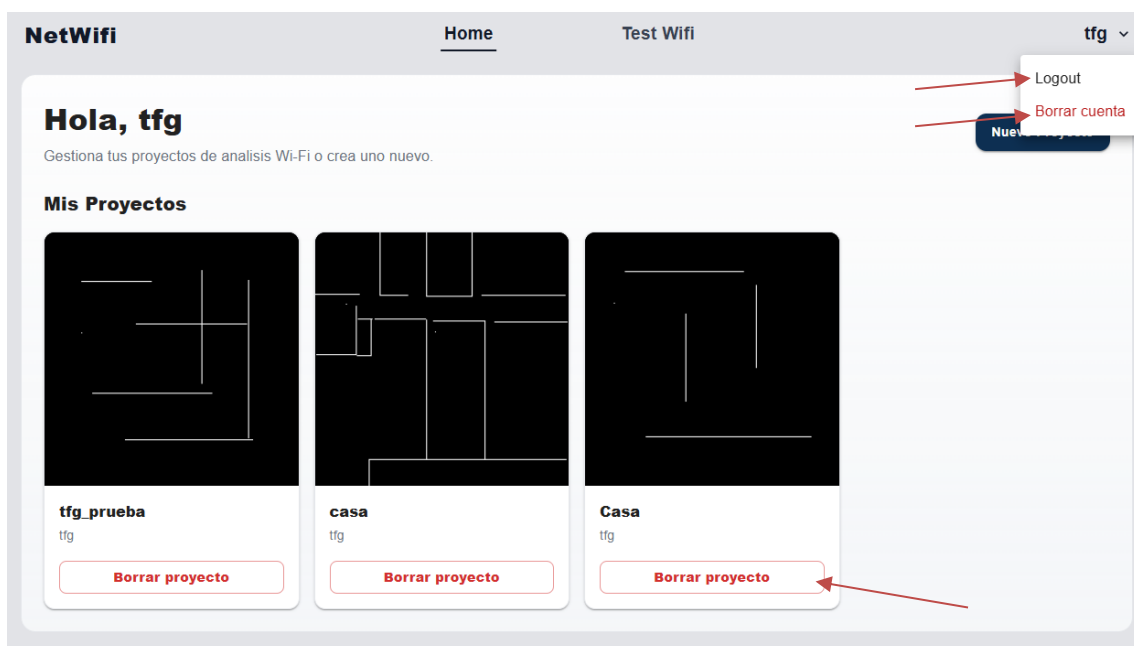 NetWifi
Home
Test Wifi
tfg
Logout
Borrar cuenta
Hola, tfg
Gestiona tus proyectos de analisis Wi-Fi o crea uno nuevo.
Mis Proyectos
tfg_prueba
tfg
Borrar proyecto
casa
tfg
Borrar proyecto
Casa
tfg
Borrar proyecto